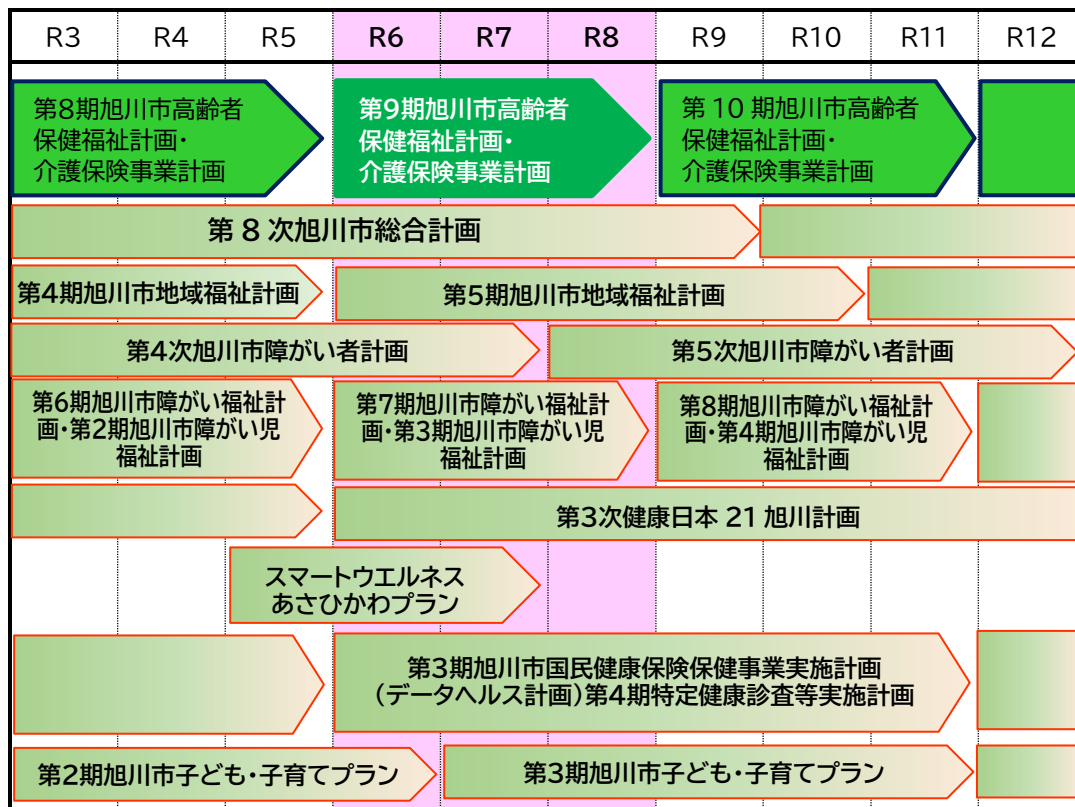 R3 R4 R5 R6 R7 R8 R9 R10 R11 R12
第8期旭川市高齢者
保健福祉計画・
介護保険事業計画
第9期旭川市高齢者
保健福祉計画・
介護保険事業計画
第10期旭川市高齢者
保健福祉計画・
介護保険事業計画
第8次旭川市総合計画
第4期旭川市地域福祉計画
第5期旭川市地域福祉計画
第4次旭川市障がい者計画
第5次旭川市障がい者計画
第6期旭川市障がい福祉計
画・第2期旭川市障がい児
福祉計画
第7期旭川市障がい福祉計
画・第3期旭川市障がい児
福祉計画
第8期旭川市障がい福祉計
画・第4期旭川市障がい児
福祉計画
第3次健康日本21旭川計画
スマートウエルネス
あさひかわプラン
第3期旭川市国民健康保険保健事業実施計画
(データヘルス計画)第4期特定健康診査等実施計画
第2期旭川市子ども・子育てプラン
第3期旭川市子ども・子育てプラン